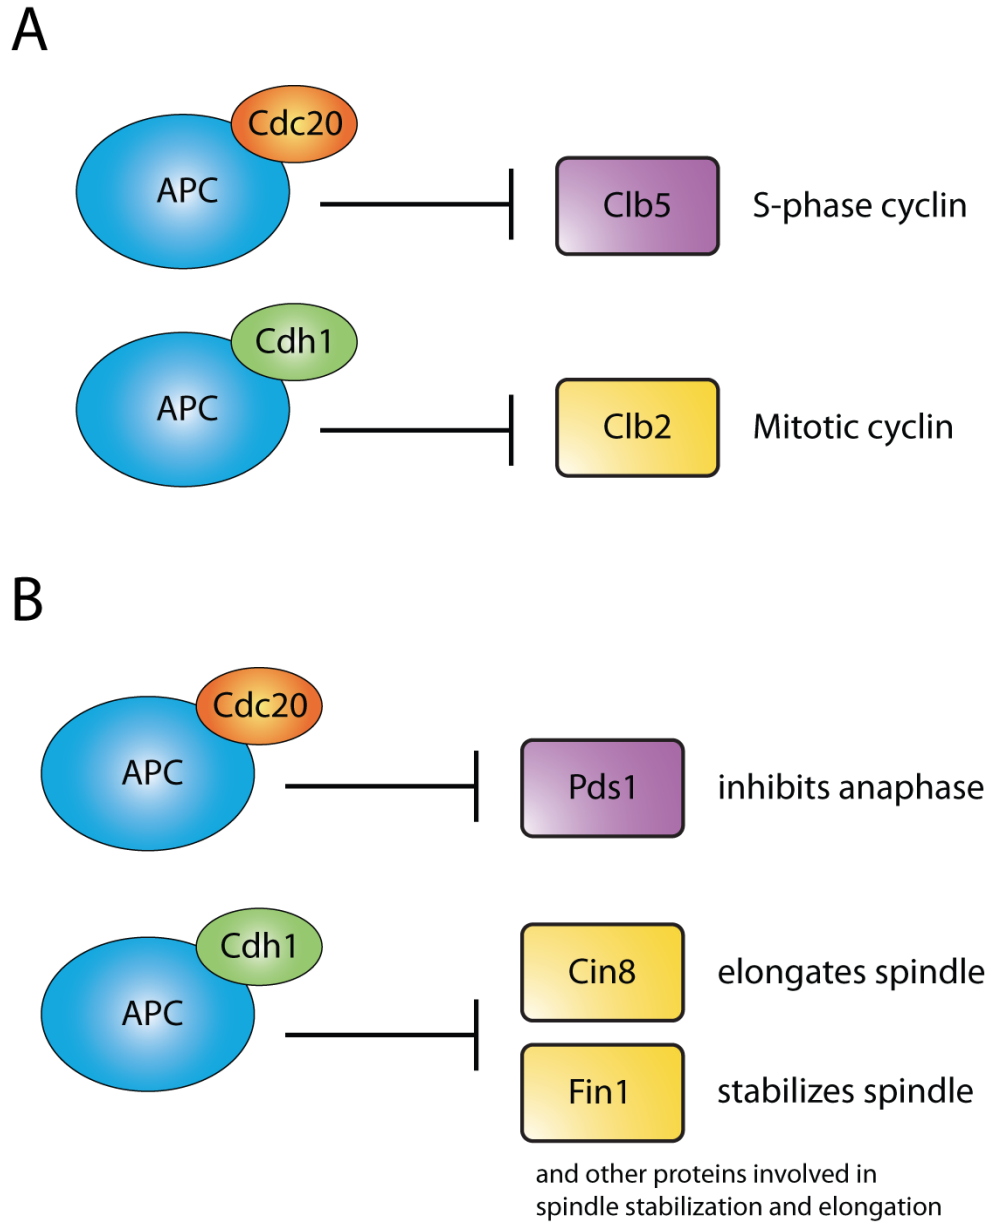 A
Cdc20
APC
Clb5
S-phase cyclin
Cdh1
APC
Clb2
Mitotic cyclin
B
Cdc20
APC
Pds1
inhibits anaphase
Cdh1
APC
Cin8
elongates spindle
Fin1
stabilizes spindle
and other proteins involved in
spindle stabilization and elongation